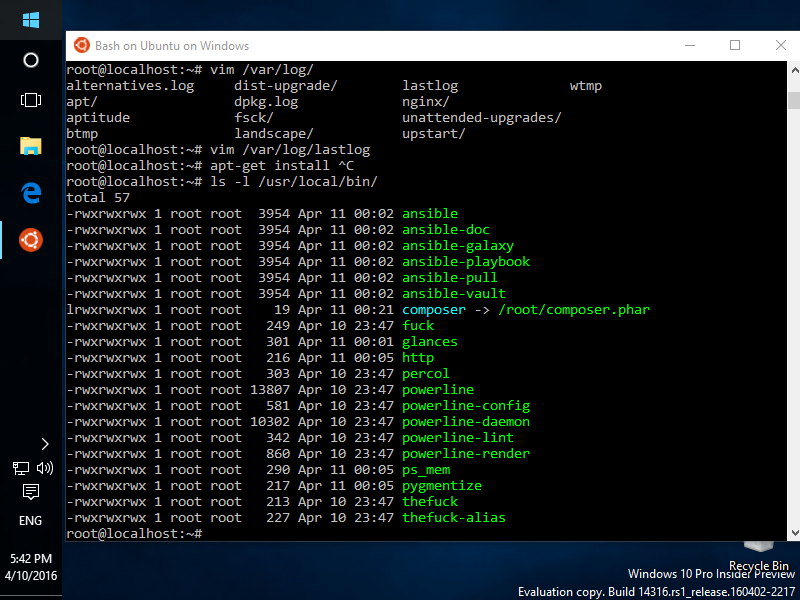 Bash on Ubuntu on Windows
root@localhost:~# vim /var/log/
alternatives.log     dist-upgrade/        lastlog              wtmp
apt/                 dpkg.log             nginx/
aptitude             fsck/                unattended-upgrades/
btmp                 landscape/           upstart/
root@localhost:~# vim /var/log/lastlog
root@localhost:~# apt-get install ^C
root@localhost:~# ls -l /usr/local/bin/
total 57
-rwxrwxrwx 1 root root  3954 Apr 11 00:02 ansible
-rwxrwxrwx 1 root root  3954 Apr 11 00:02 ansible-doc
-rwxrwxrwx 1 root root  3954 Apr 11 00:02 ansible-galaxy
-rwxrwxrwx 1 root root  3954 Apr 11 00:02 ansible-playbook
-rwxrwxrwx 1 root root  3954 Apr 11 00:02 ansible-pull
-rwxrwxrwx 1 root root  3954 Apr 11 00:02 ansible-vault
lrwxrwxrwx 1 root root    19 Apr 11 00:21 composer -> /root/composer.phar
-rwxrwxrwx 1 root root   249 Apr 10 23:47 fuck
-rwxrwxrwx 1 root root   301 Apr 11 00:01 glances
-rwxrwxrwx 1 root root   216 Apr 11 00:05 http
-rwxrwxrwx 1 root root   303 Apr 10 23:47 percol
-rwxrwxrwx 1 root root 13807 Apr 10 23:47 powerline
-rwxrwxrwx 1 root root   581 Apr 10 23:47 powerline-config
-rwxrwxrwx 1 root root 10302 Apr 10 23:47 powerline-daemon
-rwxrwxrwx 1 root root   342 Apr 10 23:47 powerline-lint
-rwxrwxrwx 1 root root   860 Apr 10 23:47 powerline-render
-rwxrwxrwx 1 root root   290 Apr 11 00:05 ps_mem
-rwxrwxrwx 1 root root   217 Apr 11 00:05 pygmentize
-rwxrwxrwx 1 root root   213 Apr 10 23:47 thefuck
-rwxrwxrwx 1 root root   227 Apr 10 23:47 thefuck-alias
root@localhost:~#
ENG
5:42 PM
4/10/2016
Recycle Bin
Windows 10 Pro Insider Preview
Evaluation copy. Build 14316.rs1_release.160402-2217